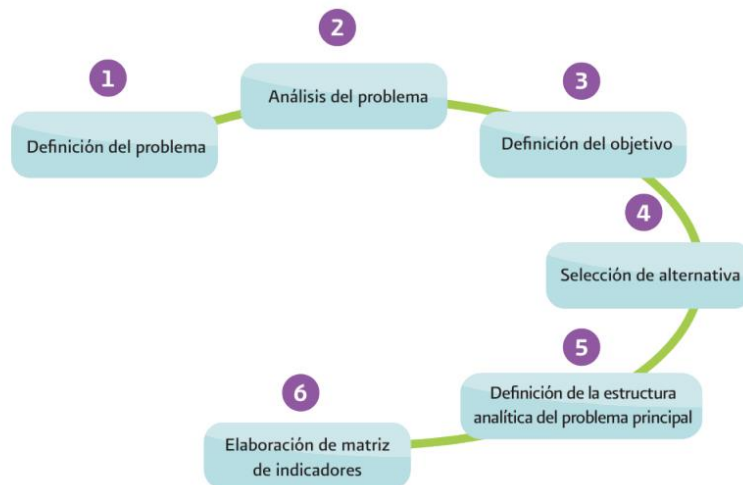 1
Definición del problema
2
Análisis del problema
3
Definición del objetivo
4
Selección de alternativa
5
Definición de la estructura
analítica del problema principal
6
Elaboración de matriz
de indicadores